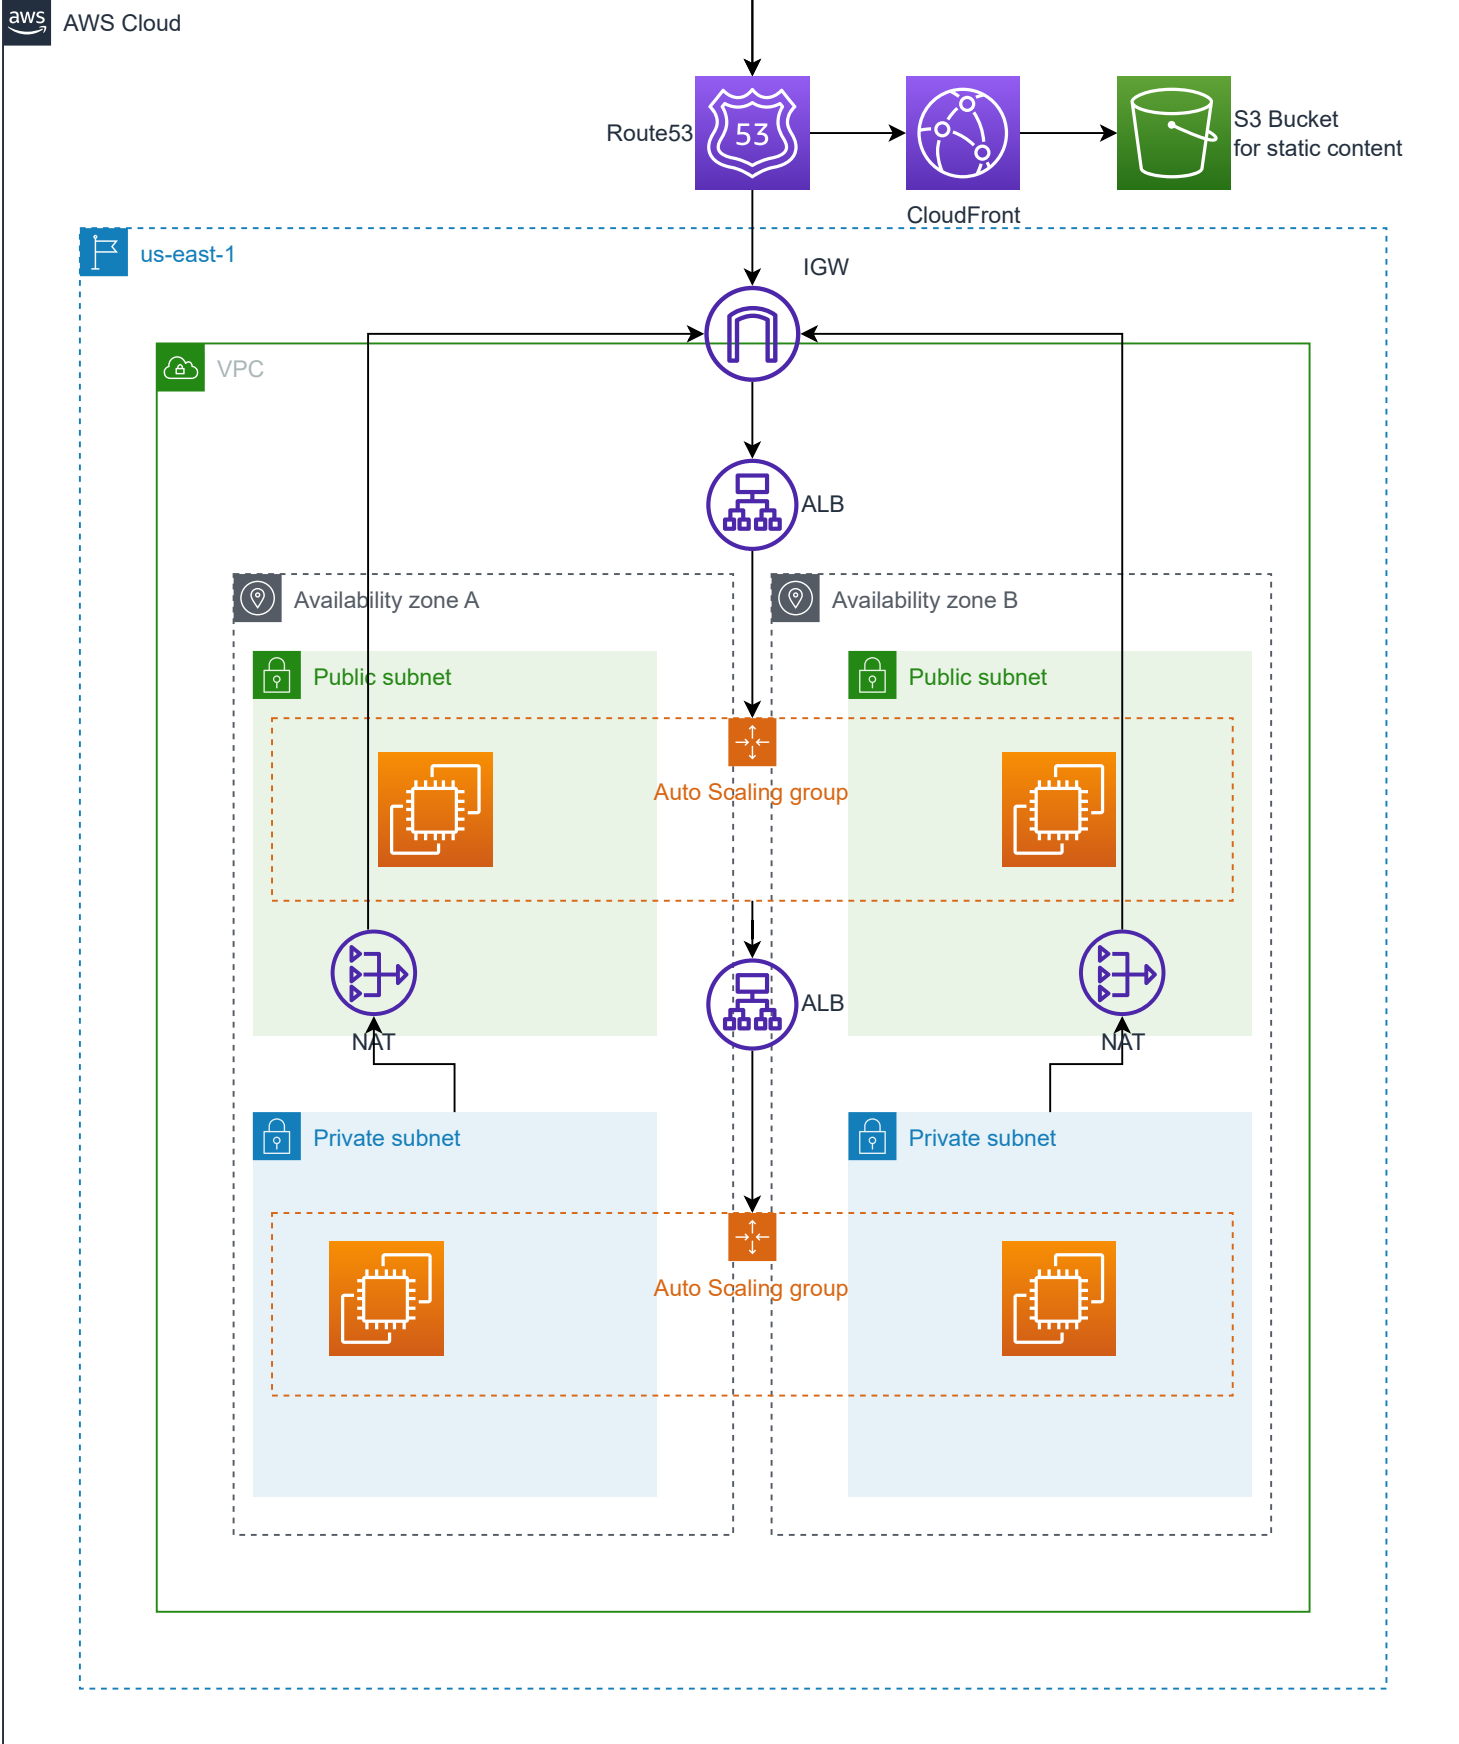 aws
AWS Cloud
Route53
53
CloudFront
S3 Bucket
for static content
us-east-1
IGW
VPC
ALB
Availability zone A
Availability zone B
Public subnet
Public subnet
Auto Scaling group
ALB
NAT
NAT
Private subnet
Private subnet
Auto Scaling group